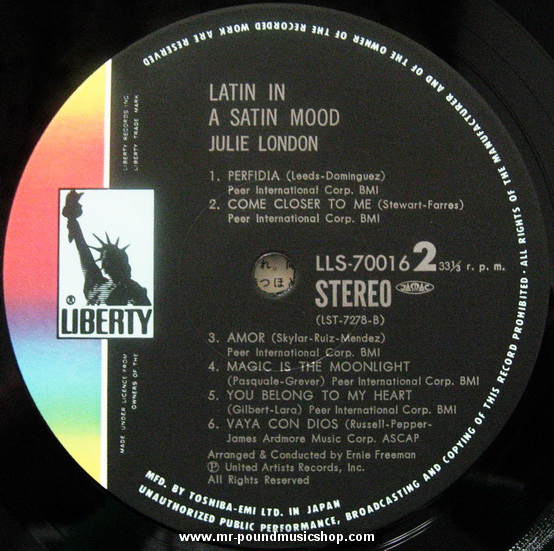 LATIN IN
A SATIN MOOD
JULIE LONDON
1. PERFIDIA (Leeds-Dominguez)
Peer International Corp. BMI
2. COME CLOSER TO ME (Stewart-Farres)
Peer International Corp. BMI
LLS-70016 2 33⅓ r. p. m.
STEREO JASRAC
(LST-7278-B)
3. AMOR (Skylar-Ruiz-Mendez)
Peer International Corp. BMI
4. MAGIC IS THE MOONLIGHT
(Pasquale-Grever) Peer International Corp. BMI
5. YOU BELONG TO MY HEART
(Gilbert-Lara) Peer International Corp. BMI
6. VAYA CON DIOS (Russell-Pepper-
James Ardmore Music Corp. ASCAP
Arranged & Conducted by Ernie Freeman
Ⓟ United Artists Records, Inc.
All Rights Reserved
® LIBERTY
LIBERTY RECORDS INC.
LIBERTY TRADE MARK
MADE UNDER LICENCE FROM
OWNERS OF THE
れ。
つほ
MFD. BY TOSHIBA-EMI LTD. IN JAPAN
ALL RIGHTS OF THE MANUFACTURER AND OF THE OWNER OF THE RECORDED WORK ARE RESERVED
UNAUTHORIZED PUBLIC PERFORMANCE, BROADCASTING AND COPYING OF THIS RECORD PROHIBITED·
www.mr-poundmusicshop.com